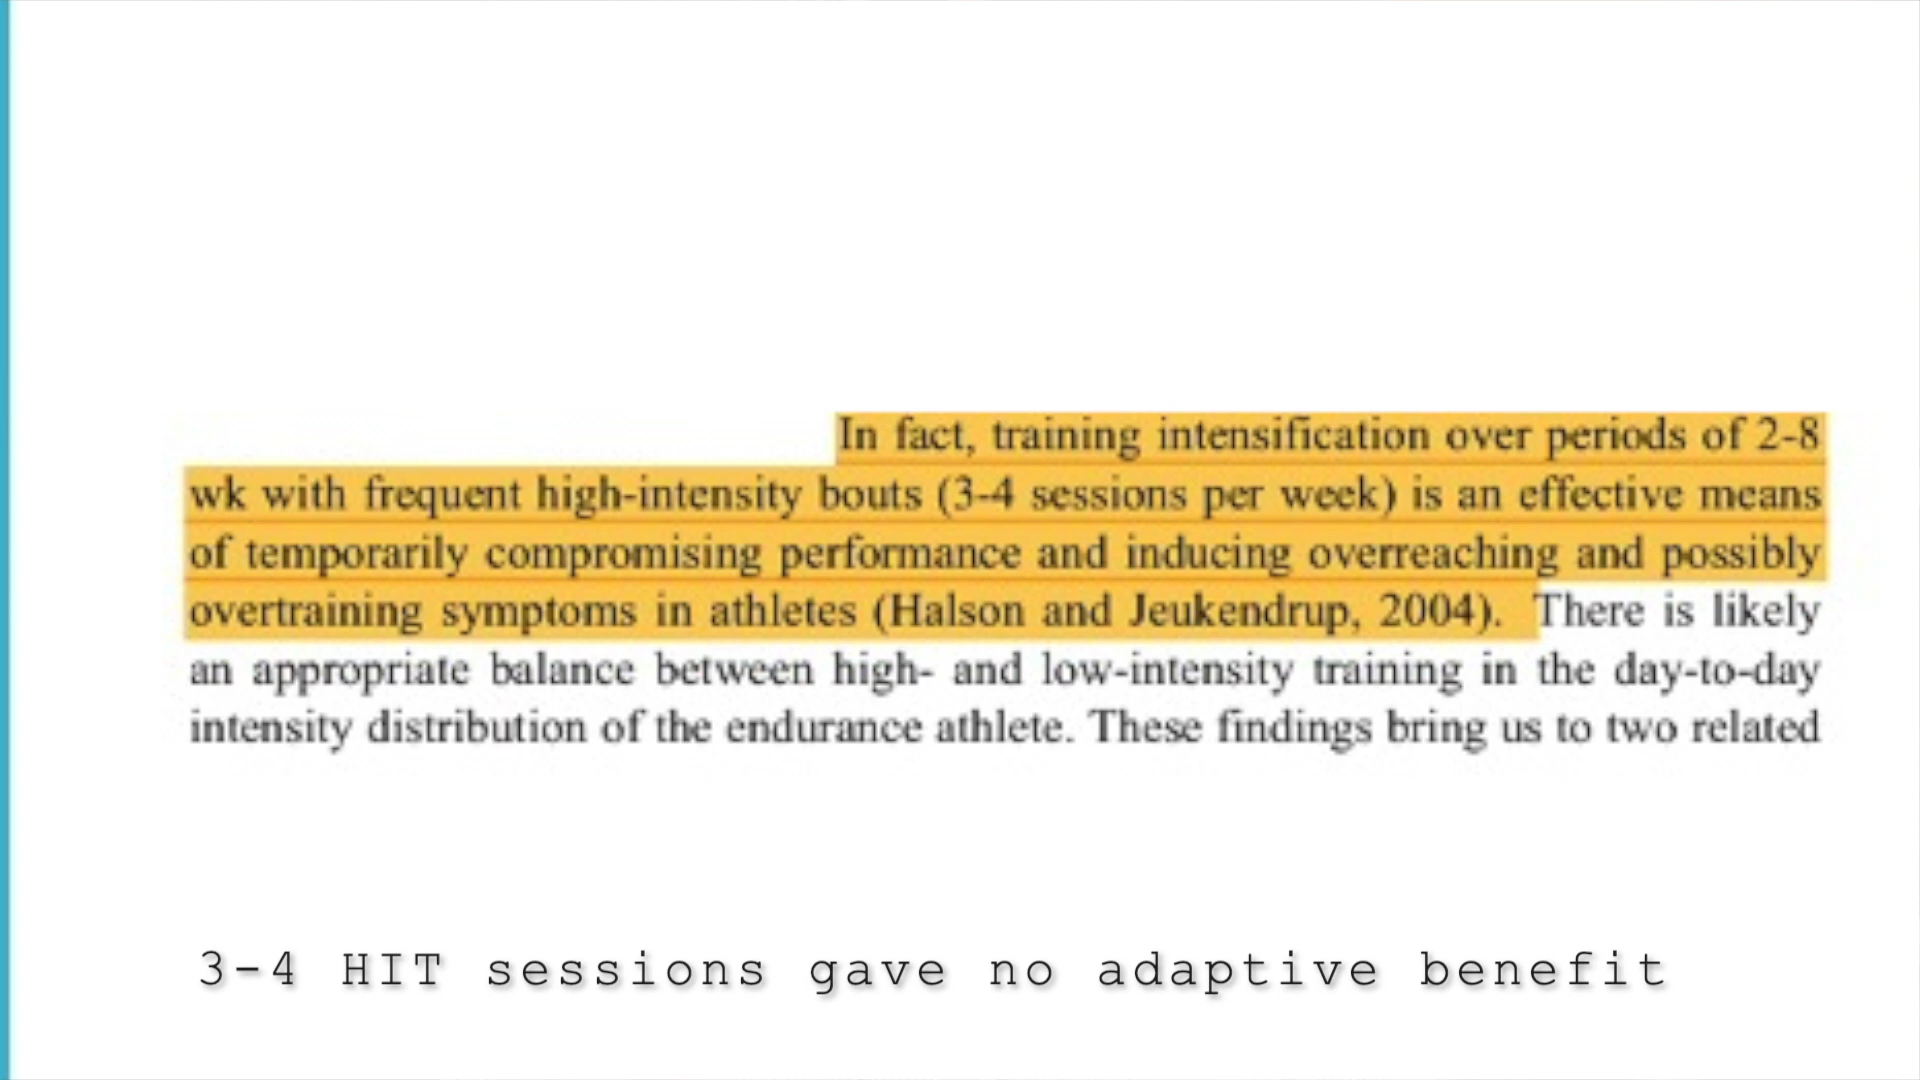 In fact, training intensification over periods of 2-8
wk with frequent high-intensity bouts (3-4 sessions per week) is an effective means
of temporarily compromising performance and inducing overreaching and possibly
overtraining symptoms in athletes (Halson and Jeukendrup, 2004). There is likely
an appropriate balance between high- and low-intensity training in the day-to-day
intensity distribution of the endurance athlete. These findings bring us to two related
3-4 HIT sessions gave no adaptive benefit